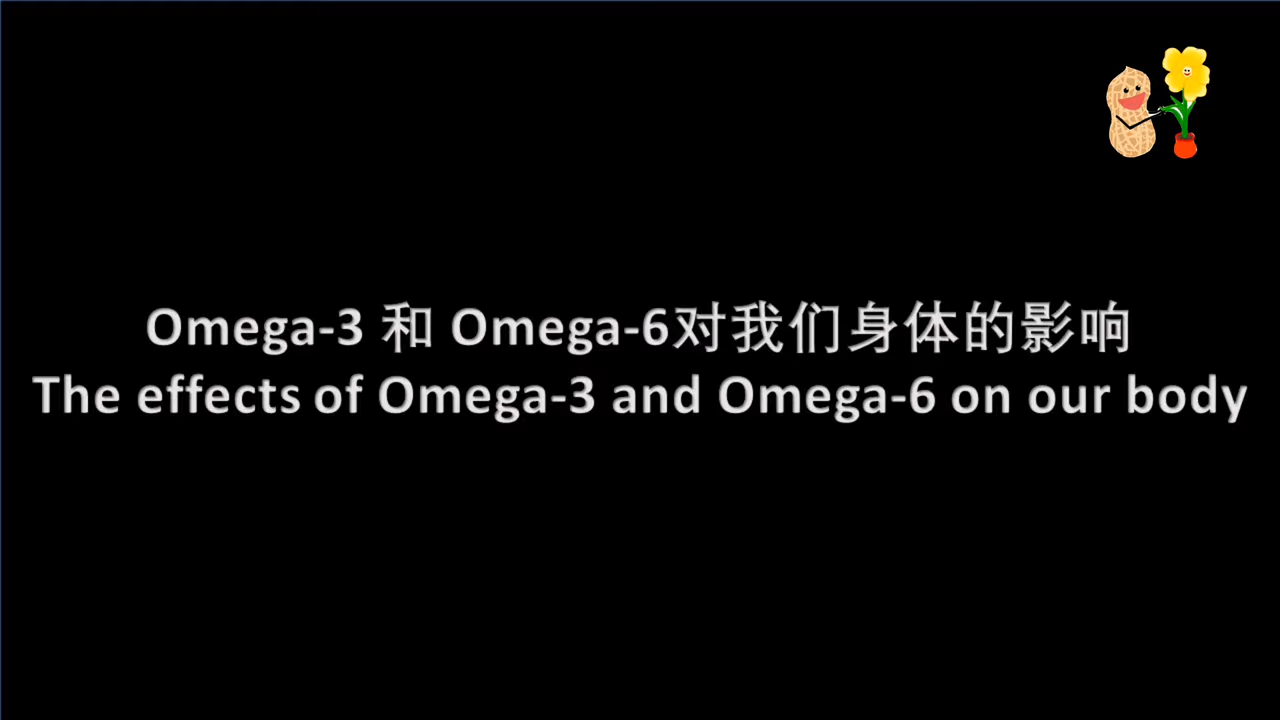 Omega-3 和 Omega-6对我们身体的影响
The effects of Omega-3 and Omega-6 on our body